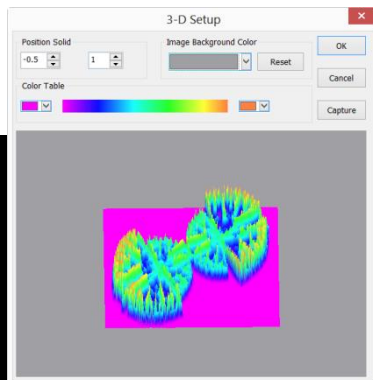 3-D Setup
Position Solid
Image Background Color
OK
-0.5
1
Reset
Cancel
Color Table
Capture